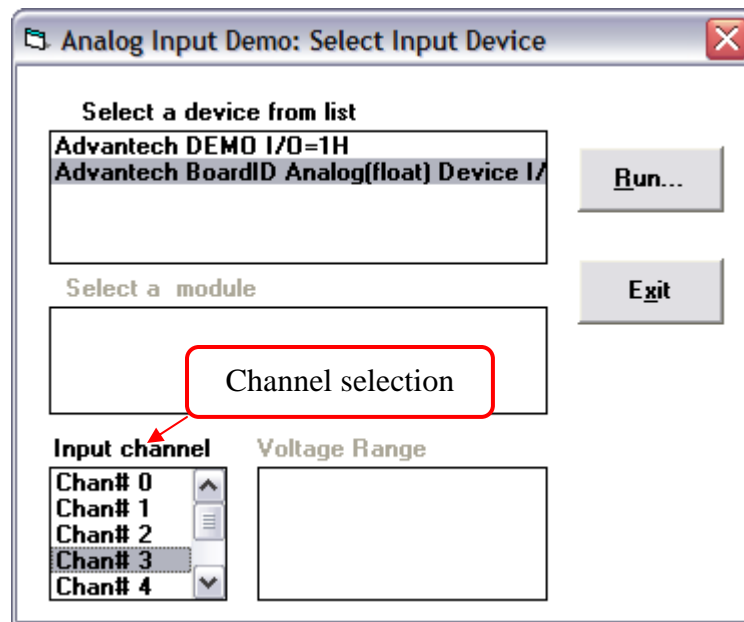 Analog Input Demo: Select Input Device
Select a device from list
Advantech DEMO I/O=1H
Advantech BoardID Analog(float) Device I/
Run...
Select a module
Exit
Channel selection
Input channel
Voltage Range
Chan# 0
Chan# 1
Chan# 2
Chan# 3
Chan# 4